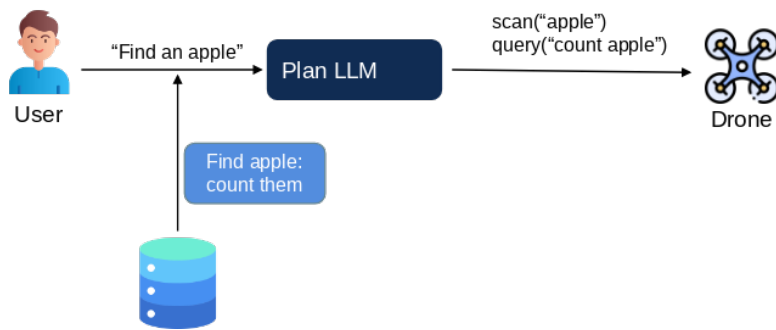 “Find an apple”
Plan LLM
scan(“apple”)
query(“count apple”)
User
Drone
Find apple:
count them